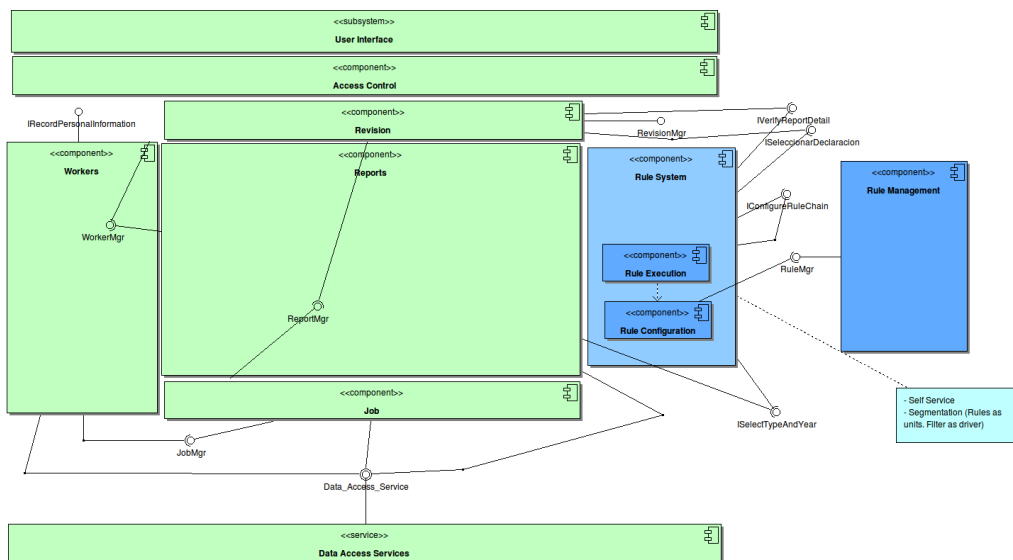 <<subsystem>>
User Interface
<<component>>
Access Control
<<component>>
Revision
IRecordPersonalInformation
IVerifyReportDetail
RevisionMgr
ISeleccionarDeclaracion
<<component>>
Workers
<<component>>
Reports
<<component>>
Rule System
<<component>>
Rule Management
IConfigureRuleChain
WorkerMgr
<<component>>
Rule Execution
RuleMgr
ReportMgr
<<component>>
Rule Configuration
<<component>>
Job
- Self Service
- Segmentation (Rules as
units. Filter as driver)
ISelectTypeAndYear
JobMgr
Data_Access_Service
<<service>>
Data Access Services